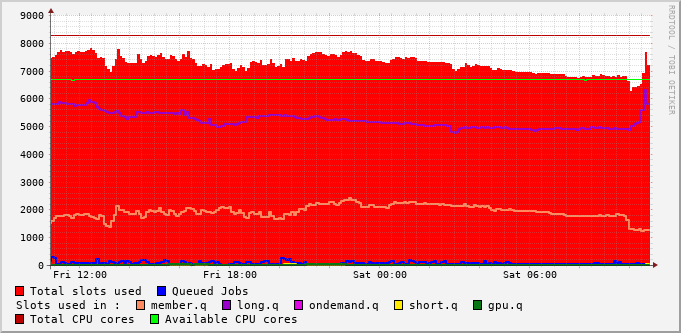 9000
8000
7000
6000
5000
4000
3000
2000
1000
0
Fri 12:00 Fri 18:00 Sat 00:00 Sat 06:00
RRDTOOL / TOBI OETIKER
Total slots used Queued Jobs
Slots used in : member.q long.q ondemand.q short.q gpu.q
Total CPU cores Available CPU cores